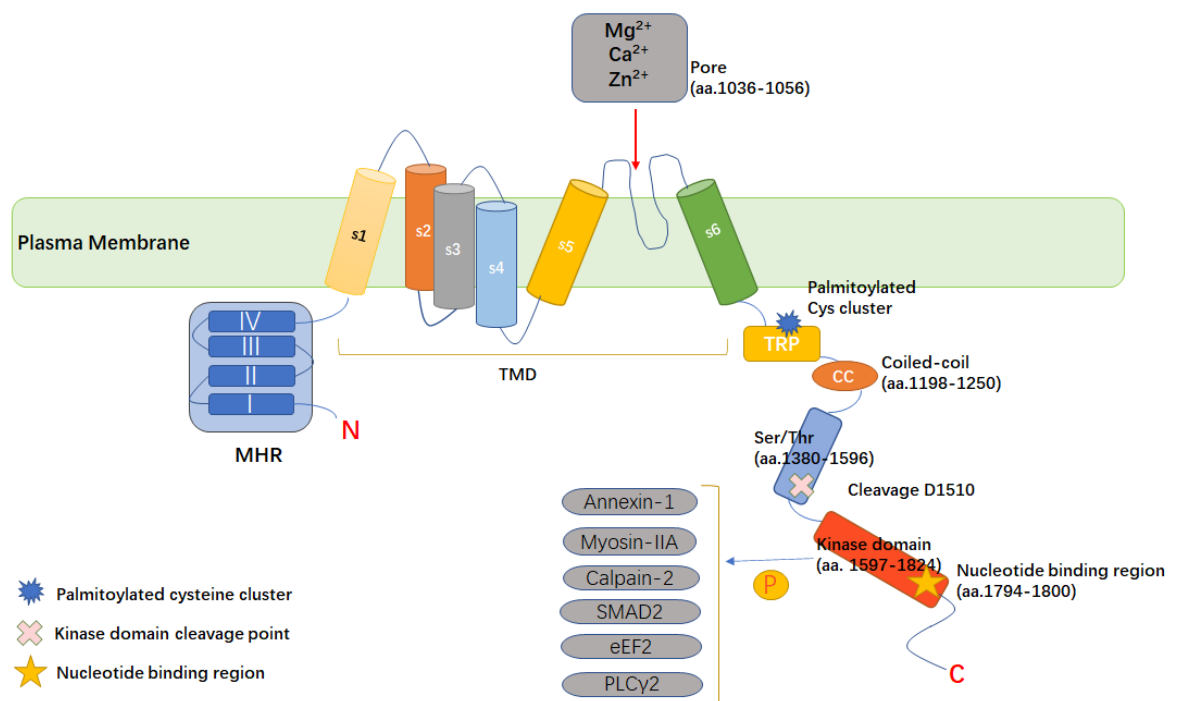 Mg²⁺
Ca²⁺
Zn²⁺
Pore
(aa.1036-1056)
Plasma Membrane
s1
s2
s3
s4
s5
s6
Palmitoylated
Cys cluster
TRP
CC
Coiled-coil
(aa.1198-1250)
TMD
IV
III
II
I
N
MHR
Ser/Thr
(aa.1380-1596)
Cleavage D1510
Annexin-1
Myosin-IIA
Calpain-2
SMAD2
eEF2
PLCγ2
P
Kinase domain
(aa. 1597-1824)
Nucleotide binding region
(aa.1794-1800)
C
Palmitoylated cysteine cluster
Kinase domain cleavage point
Nucleotide binding region